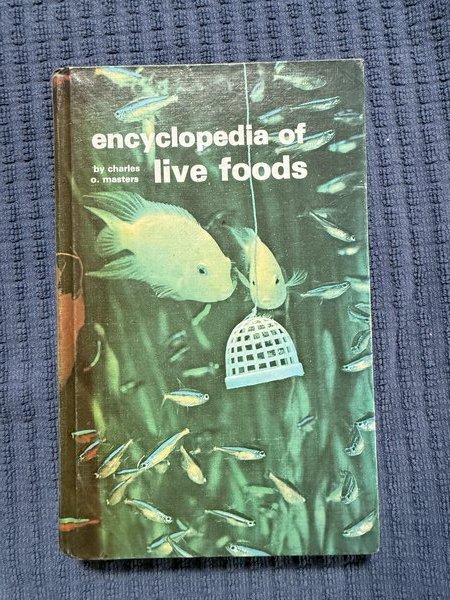 encyclopedia of
live foods
by charles
o. masters